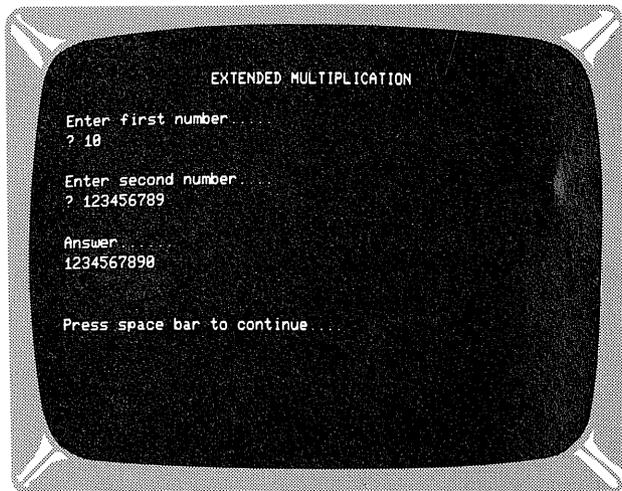 EXTENDED MULTIPLICATION
Enter first number.....
? 10
Enter second number....
? 123456789
Answer......
1234567890
Press space bar to continue....